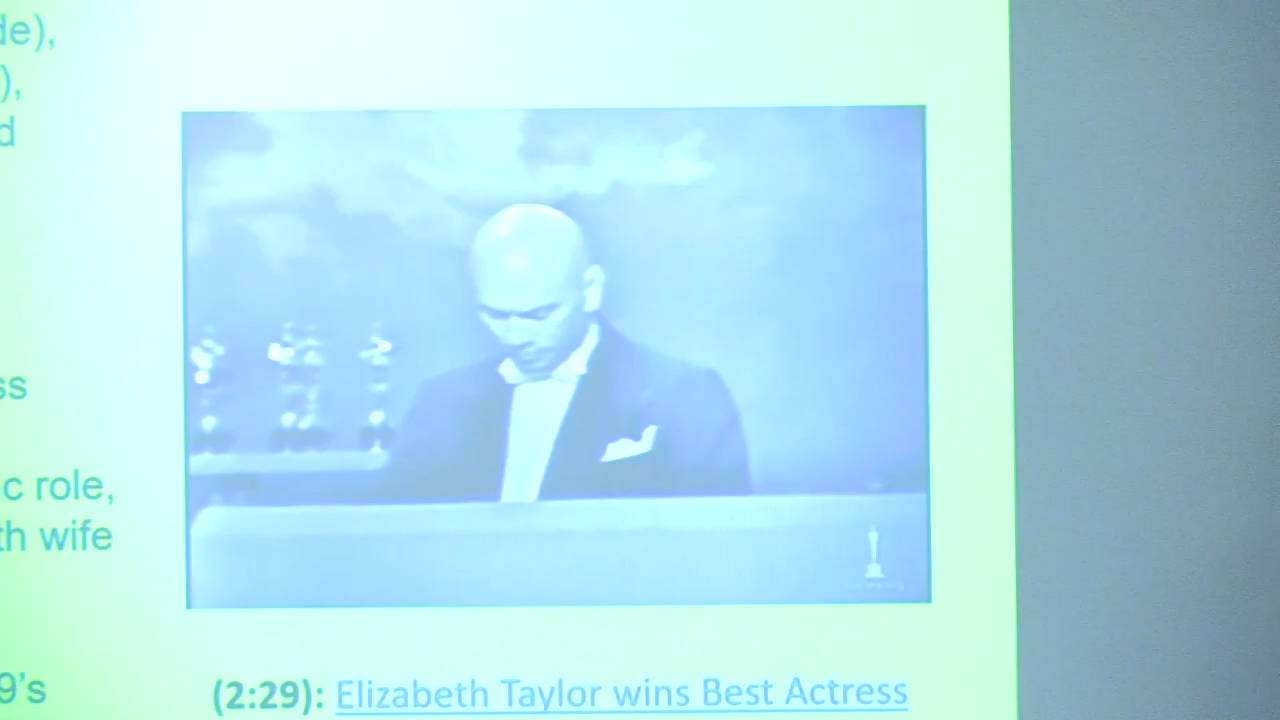 de),
),
d
ss
c role,
th wife
9's
(2:29): Elizabeth Taylor wins Best Actress